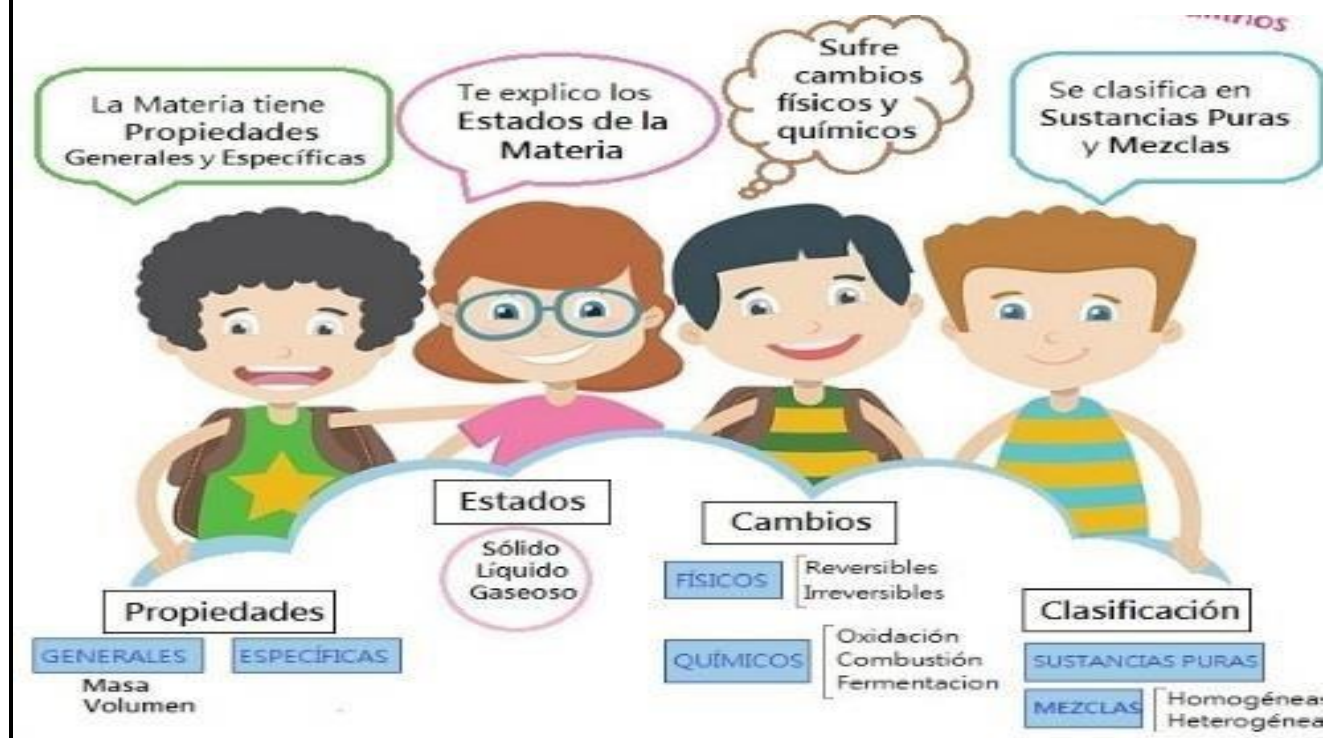 La Materia tiene
Propiedades
Generales y Específicas
Te explico los
Estados de la
Materia
Sufre
cambios
físicos y
químicos
Se clasifica en
Sustancias Puras
y Mezclas
Estados
Sólido
Líquido
Gaseoso
Cambios
FÍSICOS
Reversibles
Irreversibles
QUÍMICOS
Oxidación
Combustión
Fermentacion
Propiedades
GENERALES
ESPECÍFICAS
Masa
Volumen
Clasificación
SUSTANCIAS PURAS
MEZCLAS
Homogéneas
Heterogénea